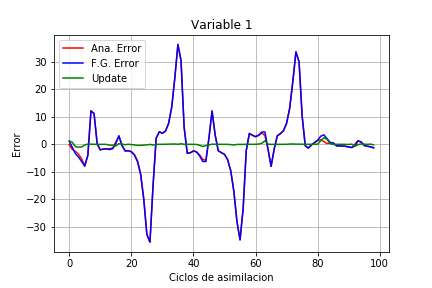 Variable 1
Ana. Error
F.G. Error
Update
Error
30
20
10
0
−10
−20
−30
0
20
40
60
80
100
Ciclos de asimilacion